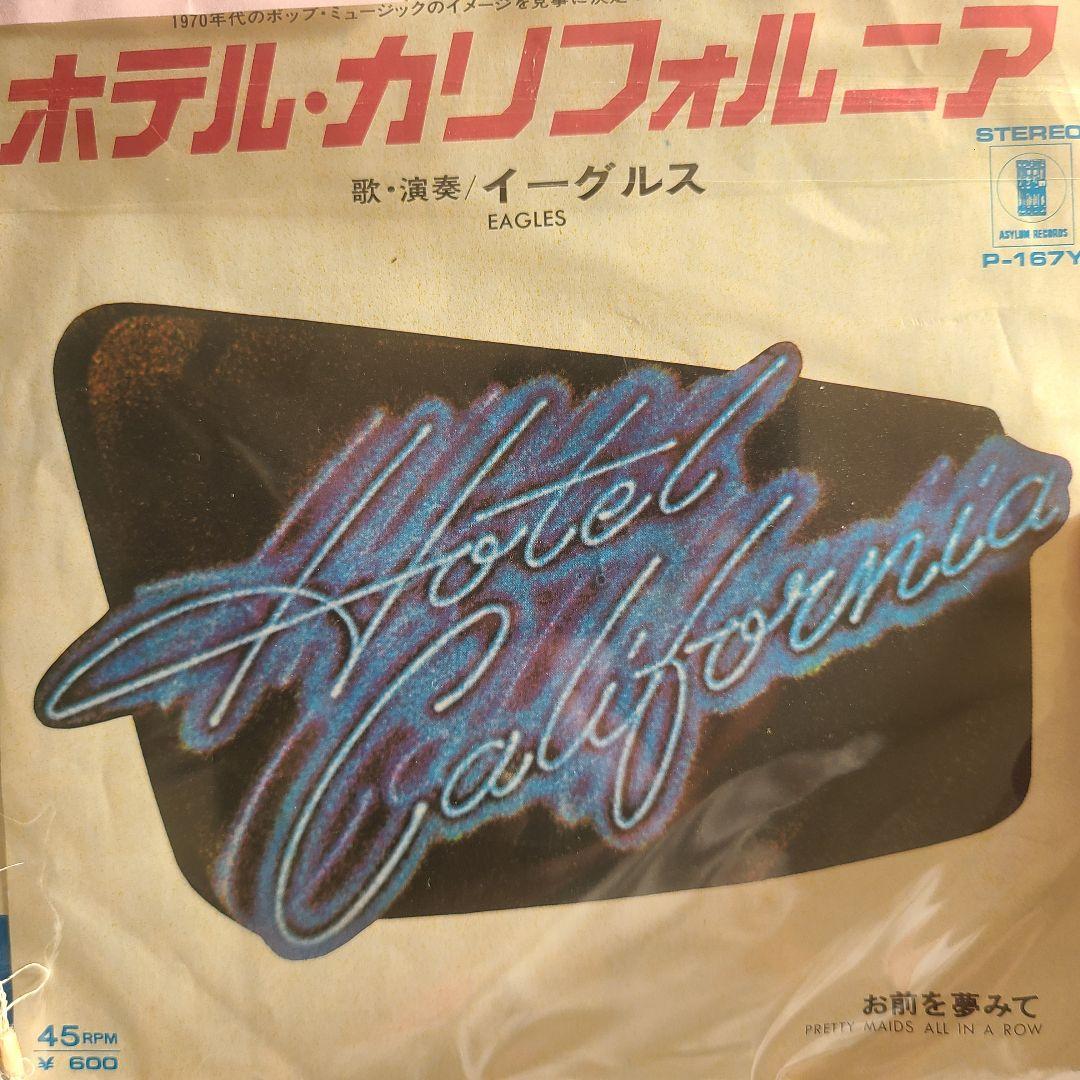 1970年代のポップ・ミュージックのイメージを見事に決定
ホテル・カリフォルニア
STEREO
歌・演奏/イーグルス
EAGLES
ASYLUM RECORDS
P-167Y
Hotel
California
お前を夢みて
PRETTY MAIDS ALL IN A ROW
45RPM
¥ 600